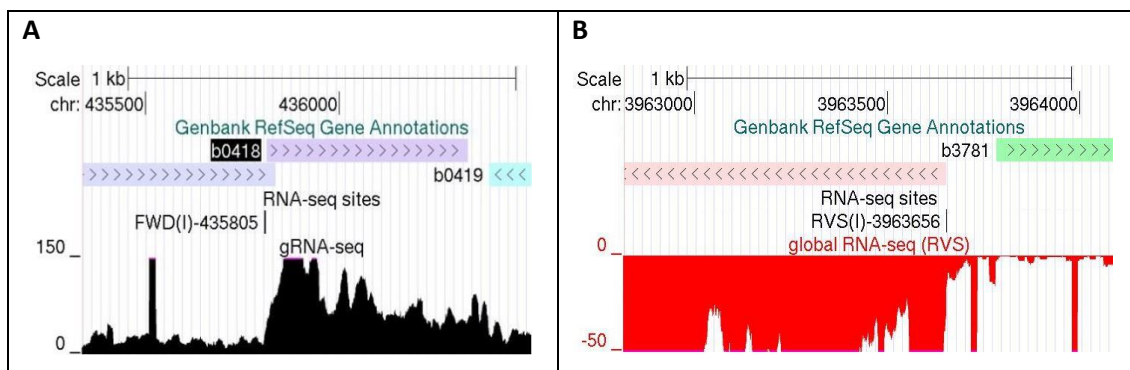 A
Scale 1 kb
chr: 435500 436000
Genbank RefSeq Gene Annotations
b0418
b0419
RNA-seq sites
FWD(I)-435805
gRNA-seq
150
0
B
Scale 1 kb
chr: 3963000 3963500 3964000
Genbank RefSeq Gene Annotations
b3781
RNA-seq sites
RVS(I)-3963656
global RNA-seq (RVS)
0
-50